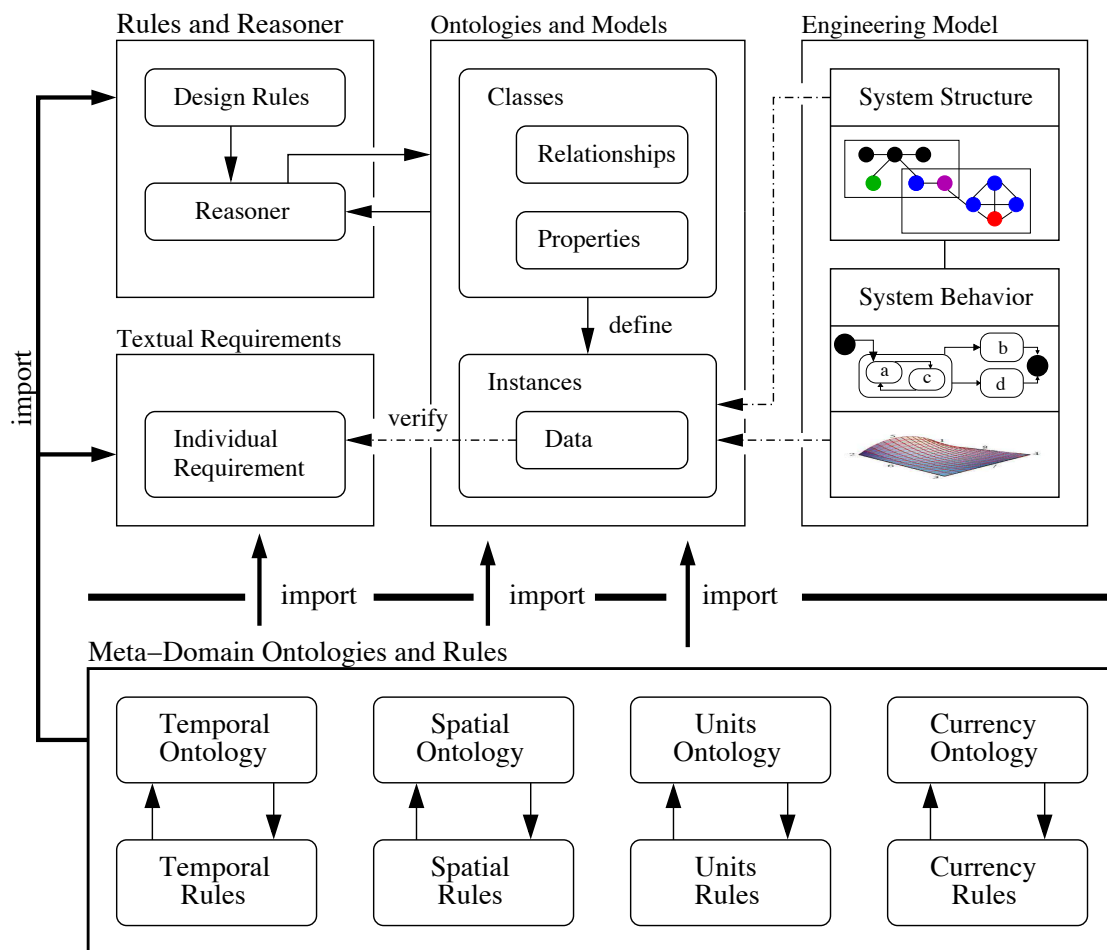 Rules and Reasoner
Ontologies and Models
Engineering Model
Design Rules
Reasoner
Classes
Relationships
Properties
define
Instances
Data
System Structure
System Behavior
a
c
b
d
Textual Requirements
Individual
Requirement
verify
import
import
import
import
Meta−Domain Ontologies and Rules
Temporal
Ontology
Spatial
Ontology
Units
Ontology
Currency
Ontology
Temporal
Rules
Spatial
Rules
Units
Rules
Currency
Rules